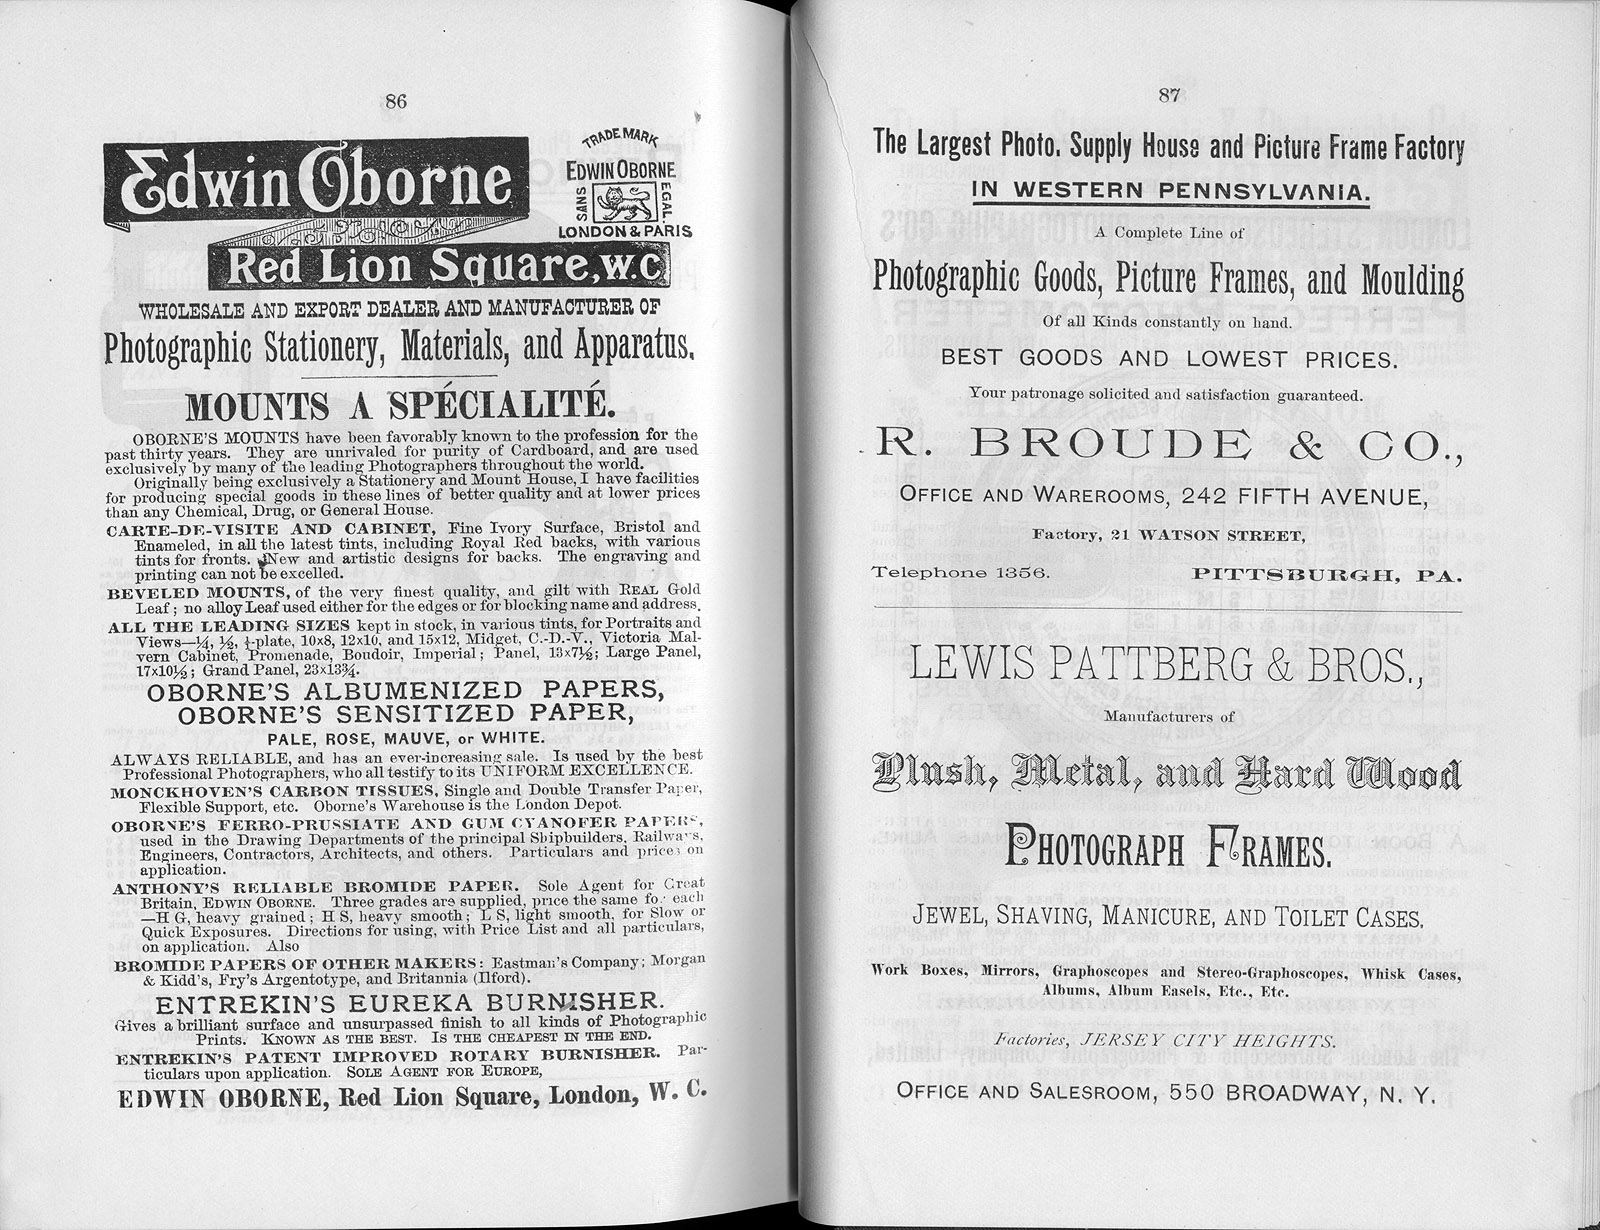 86
Edwin Oborne
Red Lion Square, W.C
TRADE MARK
EDWIN OBORNE
SANS
EGAL.
LONDON & PARIS
WHOLESALE AND EXPORT DEALER AND MANUFACTURER OF
Photographic Stationery, Materials, and Apparatus.
MOUNTS A SPÉCIALITÉ.
OBORNE'S MOUNTS have been favorably known to the profession for the
past thirty years. They are unrivaled for purity of Cardboard, and are used
exclusively by many of the leading Photographers throughout the world.
Originally being exclusively a Stationery and Mount House, I have facilities
for producing special goods in these lines of better quality and at lower prices
than any Chemical, Drug, or General House.
CARTE-DE-VISITE AND CABINET, Fine Ivory Surface, Bristol and
Enameled, in all the latest tints, including Royal Red backs, with various
tints for fronts. New and artistic designs for backs. The engraving and
printing can not be excelled.
BEVELED MOUNTS, of the very finest quality, and gilt with REAL Gold
Leaf; no alloy Leaf used either for the edges or for blocking name and address.
ALL THE LEADING SIZES kept in stock, in various tints, for Portraits and
Views—¼, ½, ¼-plate, 10x8, 12x10, and 15x12, Midget, C.-D.-V., Victoria Mal-
vern Cabinet, Promenade, Boudoir, Imperial; Panel, 13x7½; Large Panel,
17x10½; Grand Panel, 23x13¾.
OBORNE'S ALBUMENIZED PAPERS,
OBORNE'S SENSITIZED PAPER,
PALE, ROSE, MAUVE, or WHITE.
ALWAYS RELIABLE, and has an ever-increasing sale. Is used by the best
Professional Photographers, who all testify to its UNIFORM EXCELLENCE.
MONCKHOVEN'S CARBON TISSUES, Single and Double Transfer Paper,
Flexible Support, etc. Oborne's Warehouse is the London Depot.
OBORNE'S FERRO-PRUSSIATE AND GUM CYANOFER PAPERS,
used in the Drawing Departments of the principal Shipbuilders, Railways,
Engineers, Contractors, Architects, and others. Particulars and prices on
application.
ANTHONY'S RELIABLE BROMIDE PAPER. Sole Agent for Great
Britain, EDWIN OBORNE. Three grades are supplied, price the same for each
—H G, heavy grained; H S, heavy smooth; L S, light smooth, for Slow or
Quick Exposures. Directions for using, with Price List and all particulars,
on application. Also
BROMIDE PAPERS OF OTHER MAKERS: Eastman's Company; Morgan
& Kidd's, Fry's Argentotype, and Britannia (Ilford).
ENTREKIN'S EUREKA BURNISHER.
Gives a brilliant surface and unsurpassed finish to all kinds of Photographic
Prints. KNOWN AS THE BEST. IS THE CHEAPEST IN THE END.
ENTREKIN'S PATENT IMPROVED ROTARY BURNISHER. Par-
ticulars upon application. SOLE AGENT FOR EUROPE,
EDWIN OBORNE, Red Lion Square, London, W. C.
87
The Largest Photo. Supply House and Picture Frame Factory
IN WESTERN PENNSYLVANIA.
A Complete Line of
Photographic Goods, Picture Frames, and Moulding
Of all Kinds constantly on hand.
BEST GOODS AND LOWEST PRICES.
Your patronage solicited and satisfaction guaranteed.
R. BROUDE & CO.,
OFFICE AND WAREROOMS, 242 FIFTH AVENUE,
Factory, 21 WATSON STREET,
Telephone 1356. PITTSBURGH, PA.
LEWIS PATTBERG & BROS.,
Manufacturers of
Plush, Metal, and Hard Wood
PHOTOGRAPH FRAMES.
JEWEL, SHAVING, MANICURE, AND TOILET CASES,
Work Boxes, Mirrors, Graphoscopes and Stereo-Graphoscopes, Whisk Cases,
Albums, Album Easels, Etc., Etc.
Factories, JERSEY CITY HEIGHTS.
OFFICE AND SALESROOM, 550 BROADWAY, N. Y.